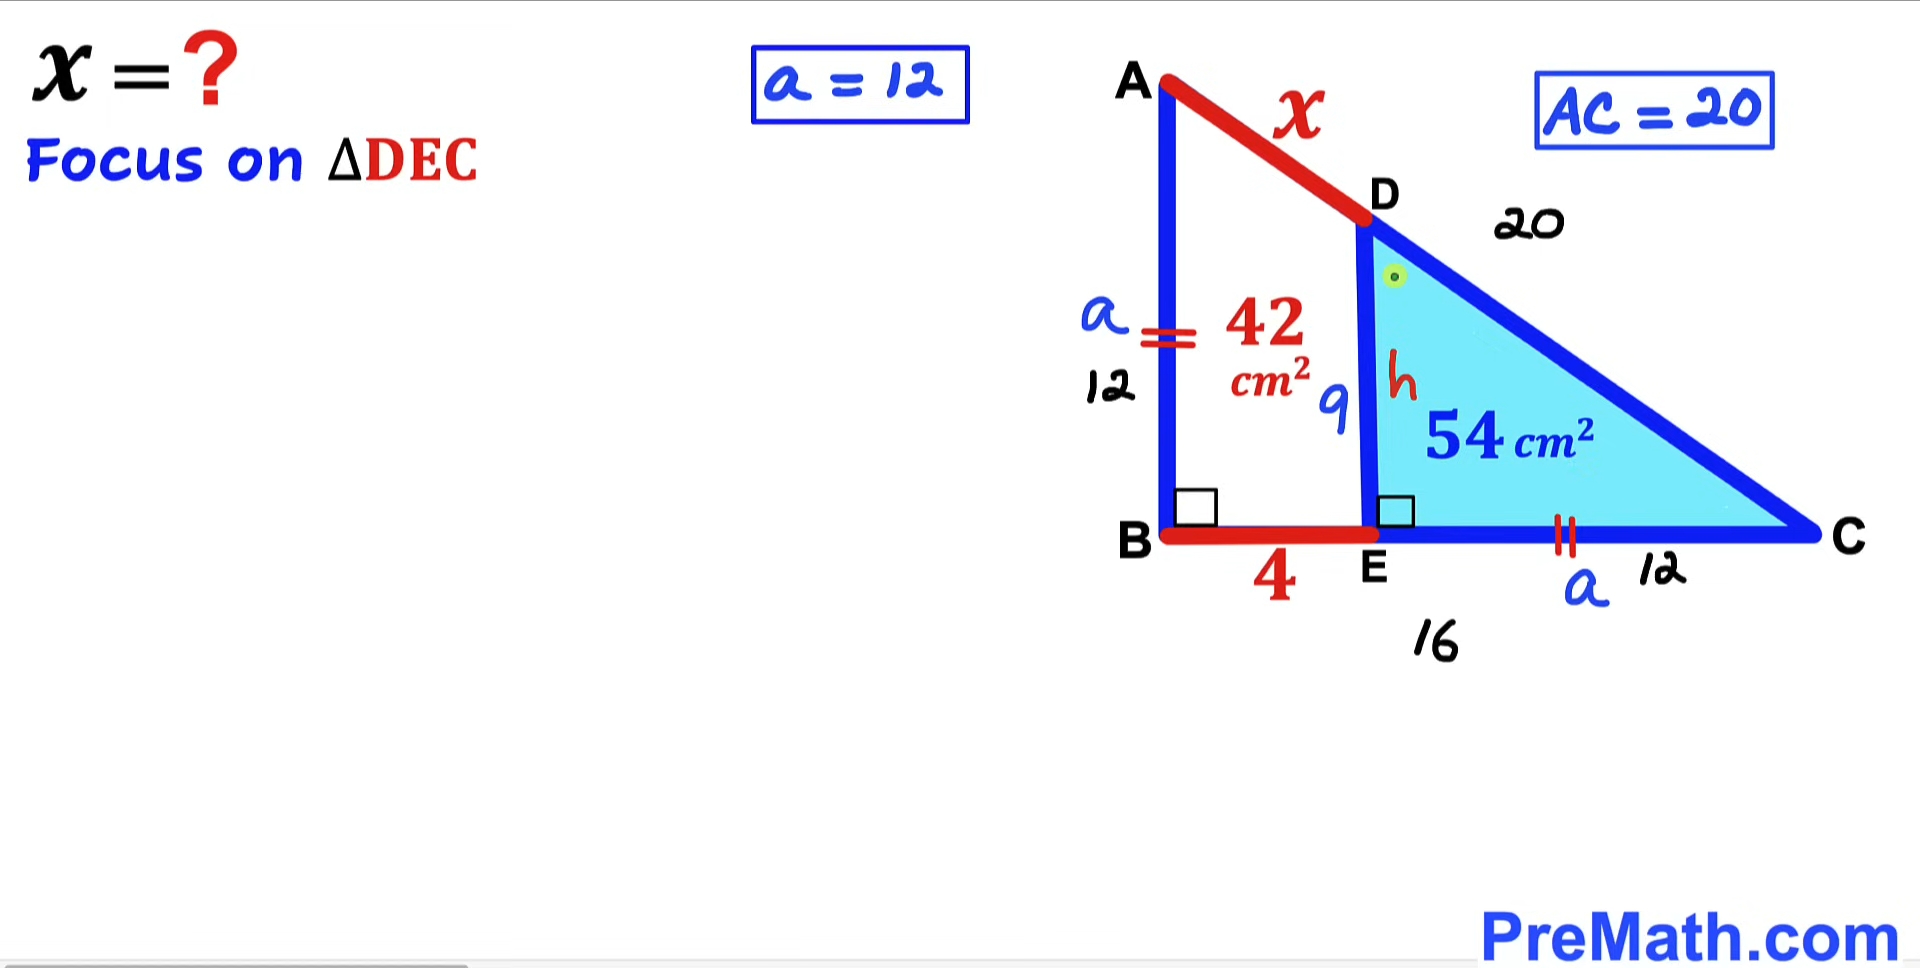 x = ?
Focus on ΔDEC
a = 12
AC = 20
A
x
D
20
a
12
42
cm²
9
h
54 cm²
B
4
E
a
12
C
16
PreMath.com